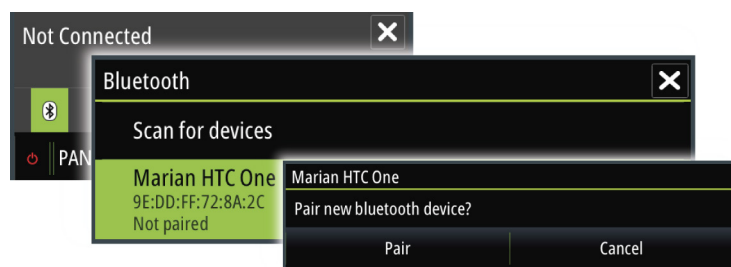 Not Connected
PAN
Bluetooth
Scan for devices
Marian HTC One
9E:DD:FF:72:8A:2C
Not paired
Marian HTC One
Pair new bluetooth device?
Pair
Cancel